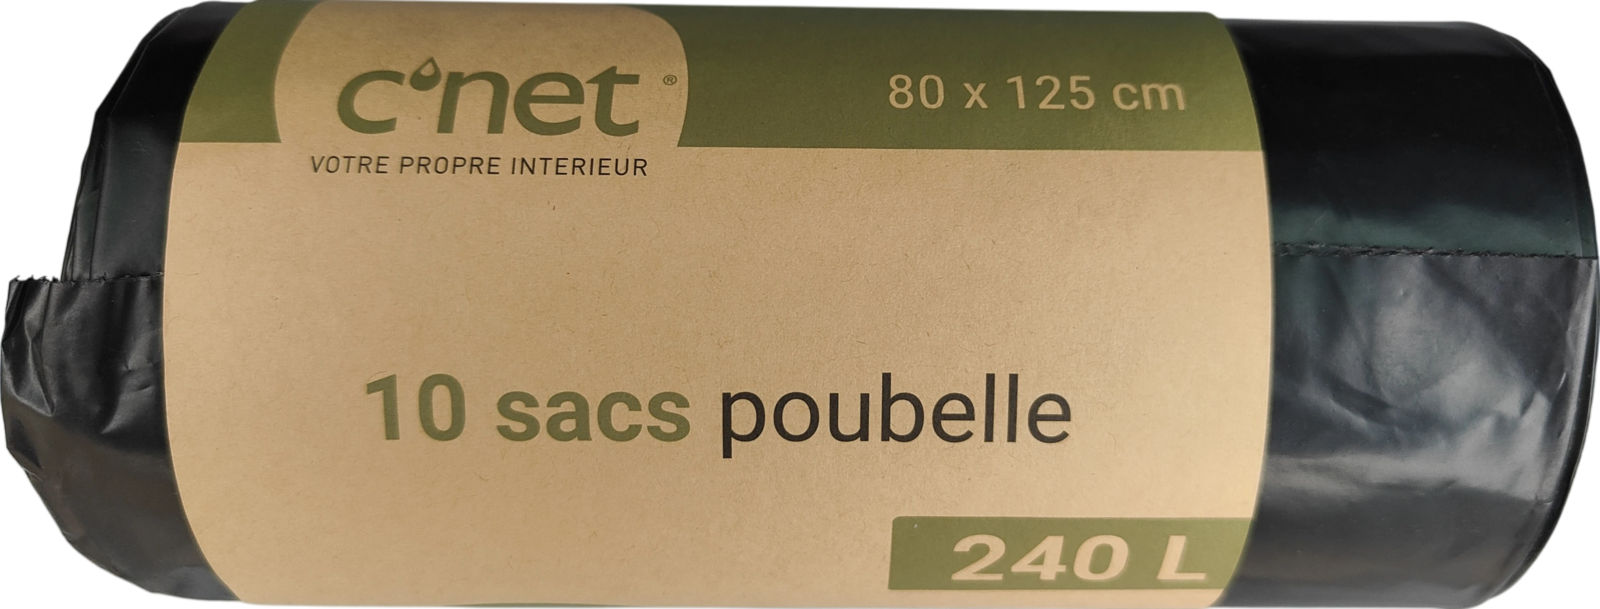 c'net®
80 x 125 cm
VOTRE PROPRE INTERIEUR
10 sacs poubelle
240 L